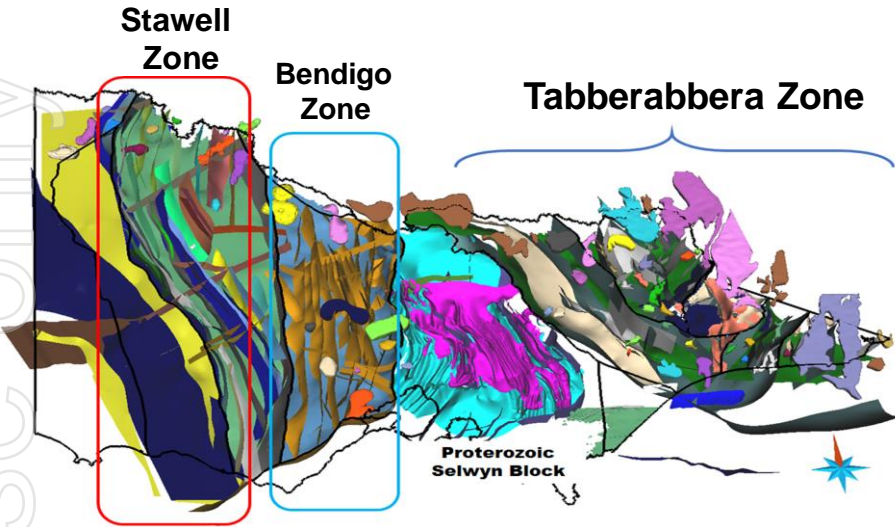 Stawell
Zone
Bendigo
Zone
Tabberabbera Zone
Proterozoic
Selwyn Block